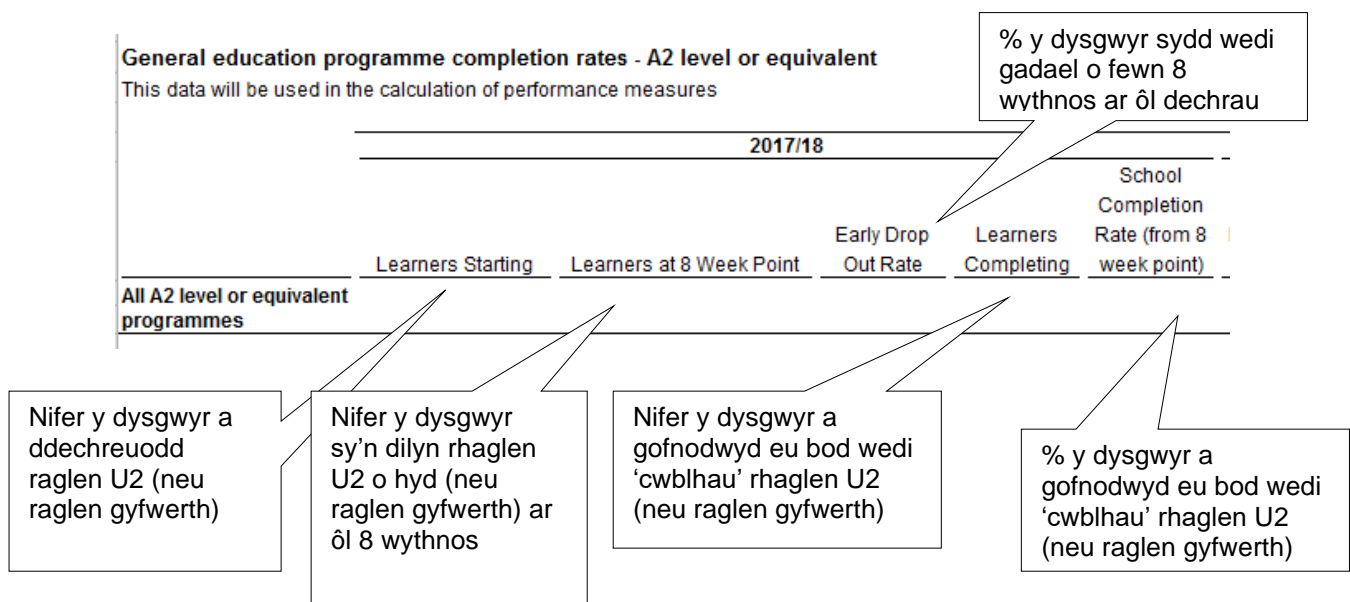 General education programme completion rates - A2 level or equivalent
This data will be used in the calculation of performance measures
% y dysgwyr sydd wedi
gadael o fewn 8
wythnos ar ôl dechrau
2017/18
Learners Starting
Learners at 8 Week Point
Early Drop
Out Rate
Learners
Completing
School
Completion
Rate (from 8
week point)
All A2 level or equivalent
programmes
Nifer y dysgwyr a
ddechreuodd
raglen U2 (neu
raglen gyfwerth)
Nifer y dysgwyr
sy'n dilyn rhaglen
U2 o hyd (neu
raglen gyfwerth) ar
ôl 8 wythnos
Nifer y dysgwyr a
gofnodwyd eu bod wedi
‘cwblhau’ rhaglen U2
(neu raglen gyfwerth)
% y dysgwyr a
gofnodwyd eu bod wedi
‘cwblhau’ rhaglen U2
(neu raglen gyfwerth)